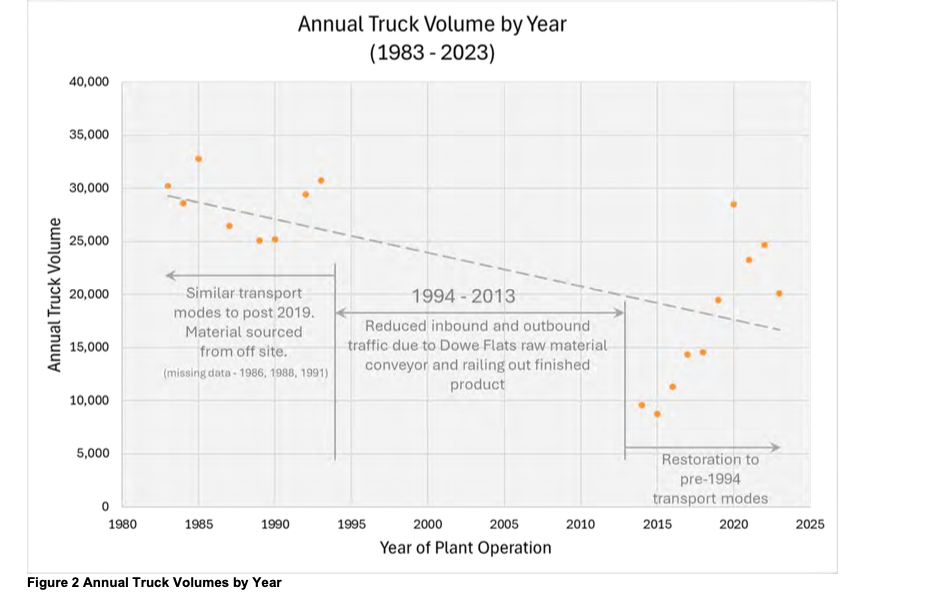 Annual Truck Volume by Year
(1983 - 2023)
40,000
35,000
30,000
25,000
20,000
15,000
10,000
5,000
0
Annual Truck Volume
Similar transport
modes to post 2019.
Material sourced
from off site.
(missing data - 1986, 1988, 1991)
1994 - 2013
Reduced inbound and outbound
traffic due to Dowe Flats raw material
conveyor and railing out finished
product
Restoration to
pre-1994
transport modes
1980 1985 1990 1995 2000 2005 2010 2015 2020 2025
Year of Plant Operation
Figure 2 Annual Truck Volumes by Year